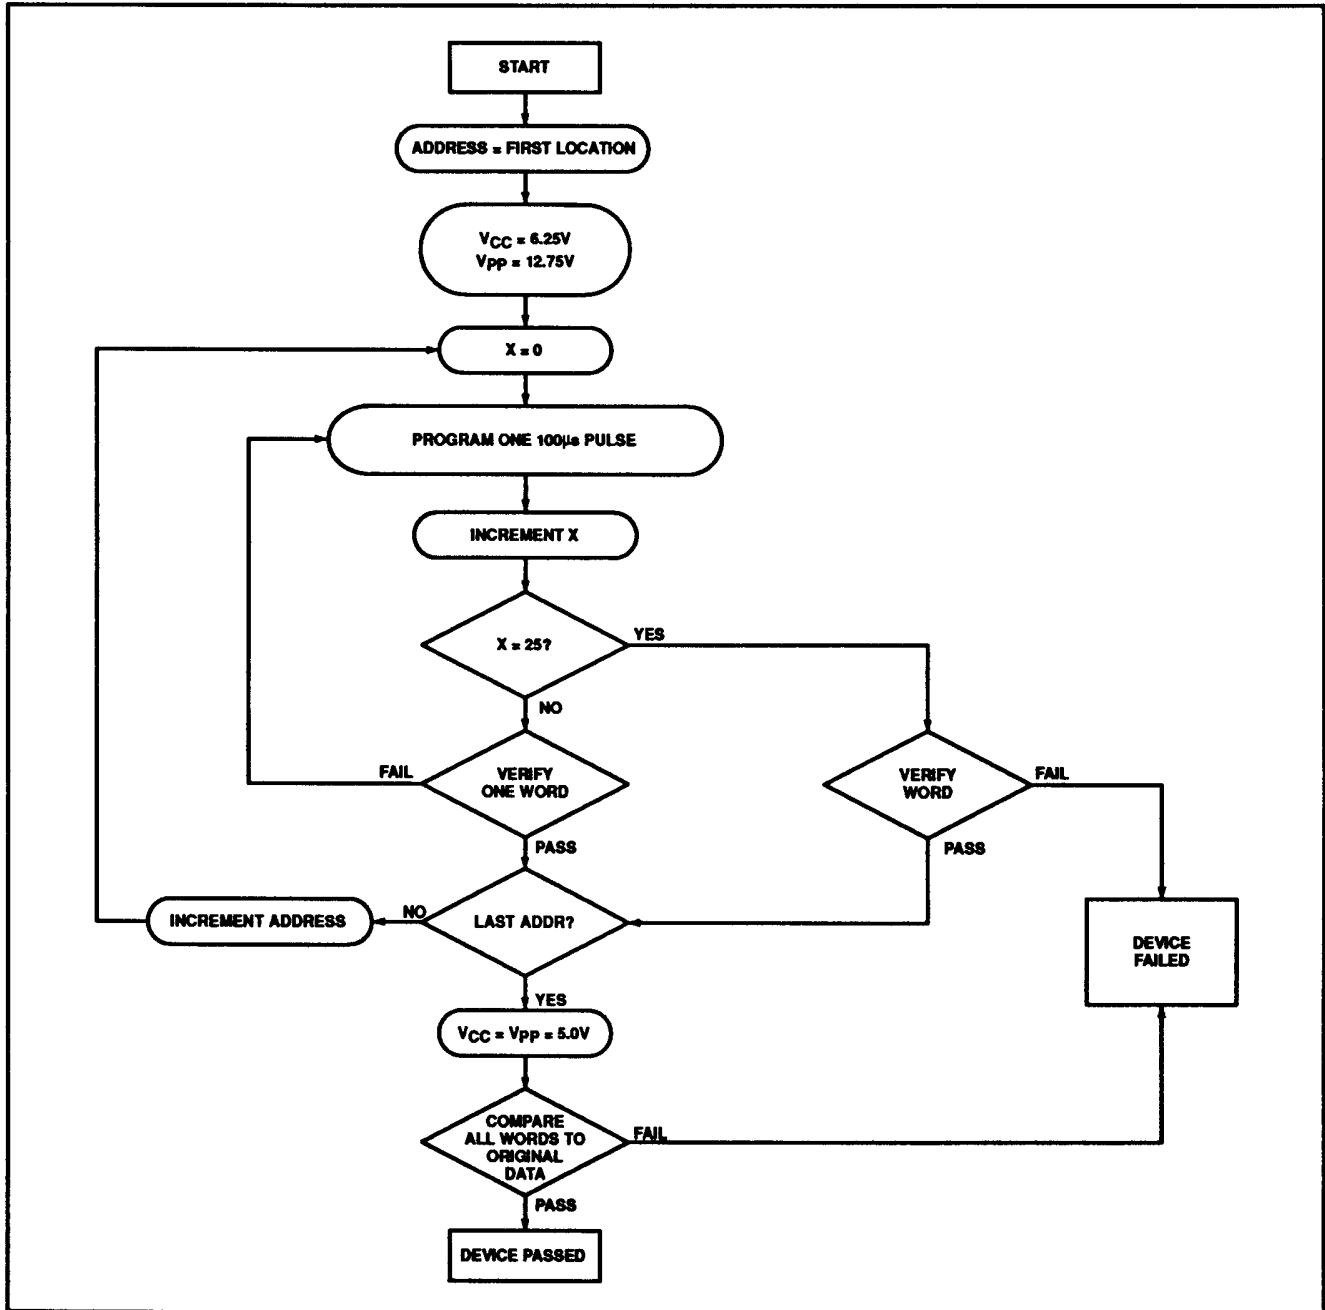 START
ADDRESS = FIRST LOCATION
VCC = 6.25V
VPP = 12.75V
X = 0
PROGRAM ONE 100μs PULSE
INCREMENT X
X = 25?
YES
NO
VERIFY
ONE WORD
FAIL
PASS
VERIFY
WORD
FAIL
PASS
LAST ADDR?
NO
INCREMENT ADDRESS
YES
DEVICE
FAILED
VCC = VPP = 5.0V
COMPARE
ALL WORDS TO
ORIGINAL
DATA
FAIL
PASS
DEVICE PASSED